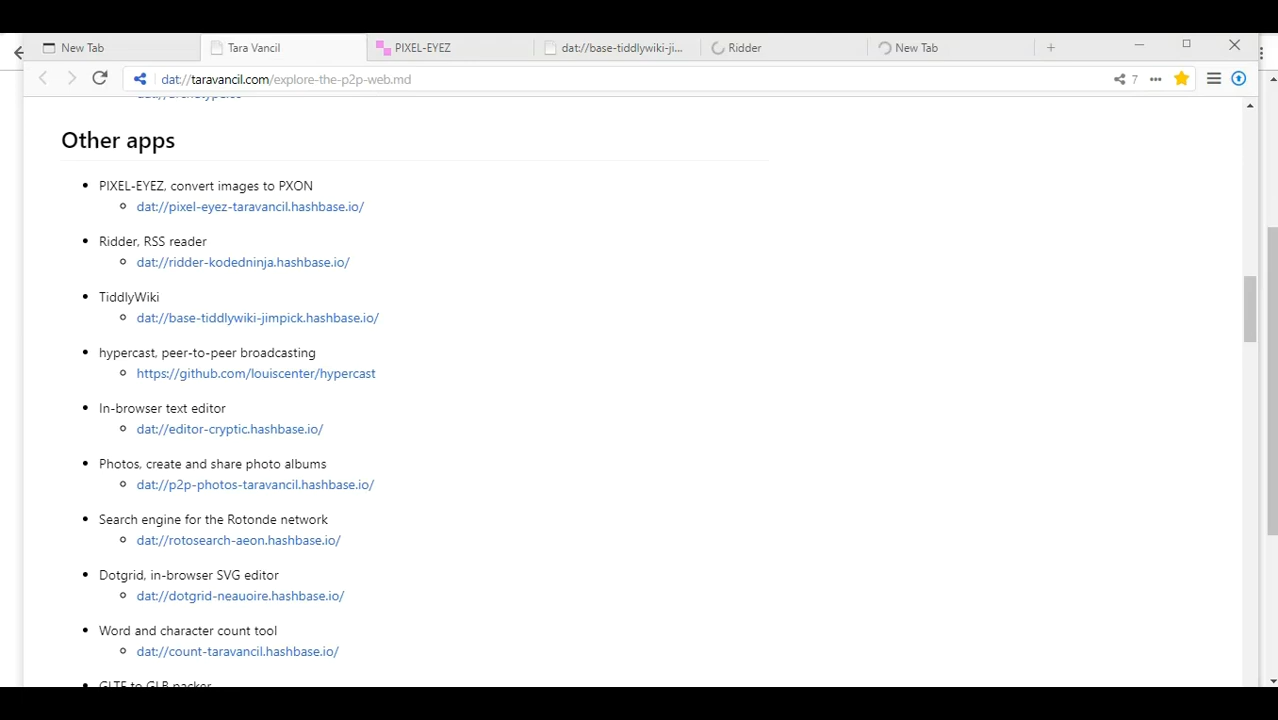 New Tab
Tara Vancil
PIXEL-EYEZ
dat://base-tiddlywiki-ji...
Ridder
New Tab
dat://taravancil.com/explore-the-p2p-web.md
7
Other apps
PIXEL-EYEZ, convert images to PXON
dat://pixel-eyez-taravancil.hashbase.io/
Ridder, RSS reader
dat://ridder-kodedninja.hashbase.io/
TiddlyWiki
dat://base-tiddlywiki-jimpick.hashbase.io/
hypercast, peer-to-peer broadcasting
https://github.com/louiscenter/hypercast
In-browser text editor
dat://editor-cryptic.hashbase.io/
Photos, create and share photo albums
dat://p2p-photos-taravancil.hashbase.io/
Search engine for the Rotonde network
dat://rotosearch-aeon.hashbase.io/
Dotgrid, in-browser SVG editor
dat://dotgrid-neauoire.hashbase.io/
Word and character count tool
dat://count-taravancil.hashbase.io/
GLTF to GLB packer